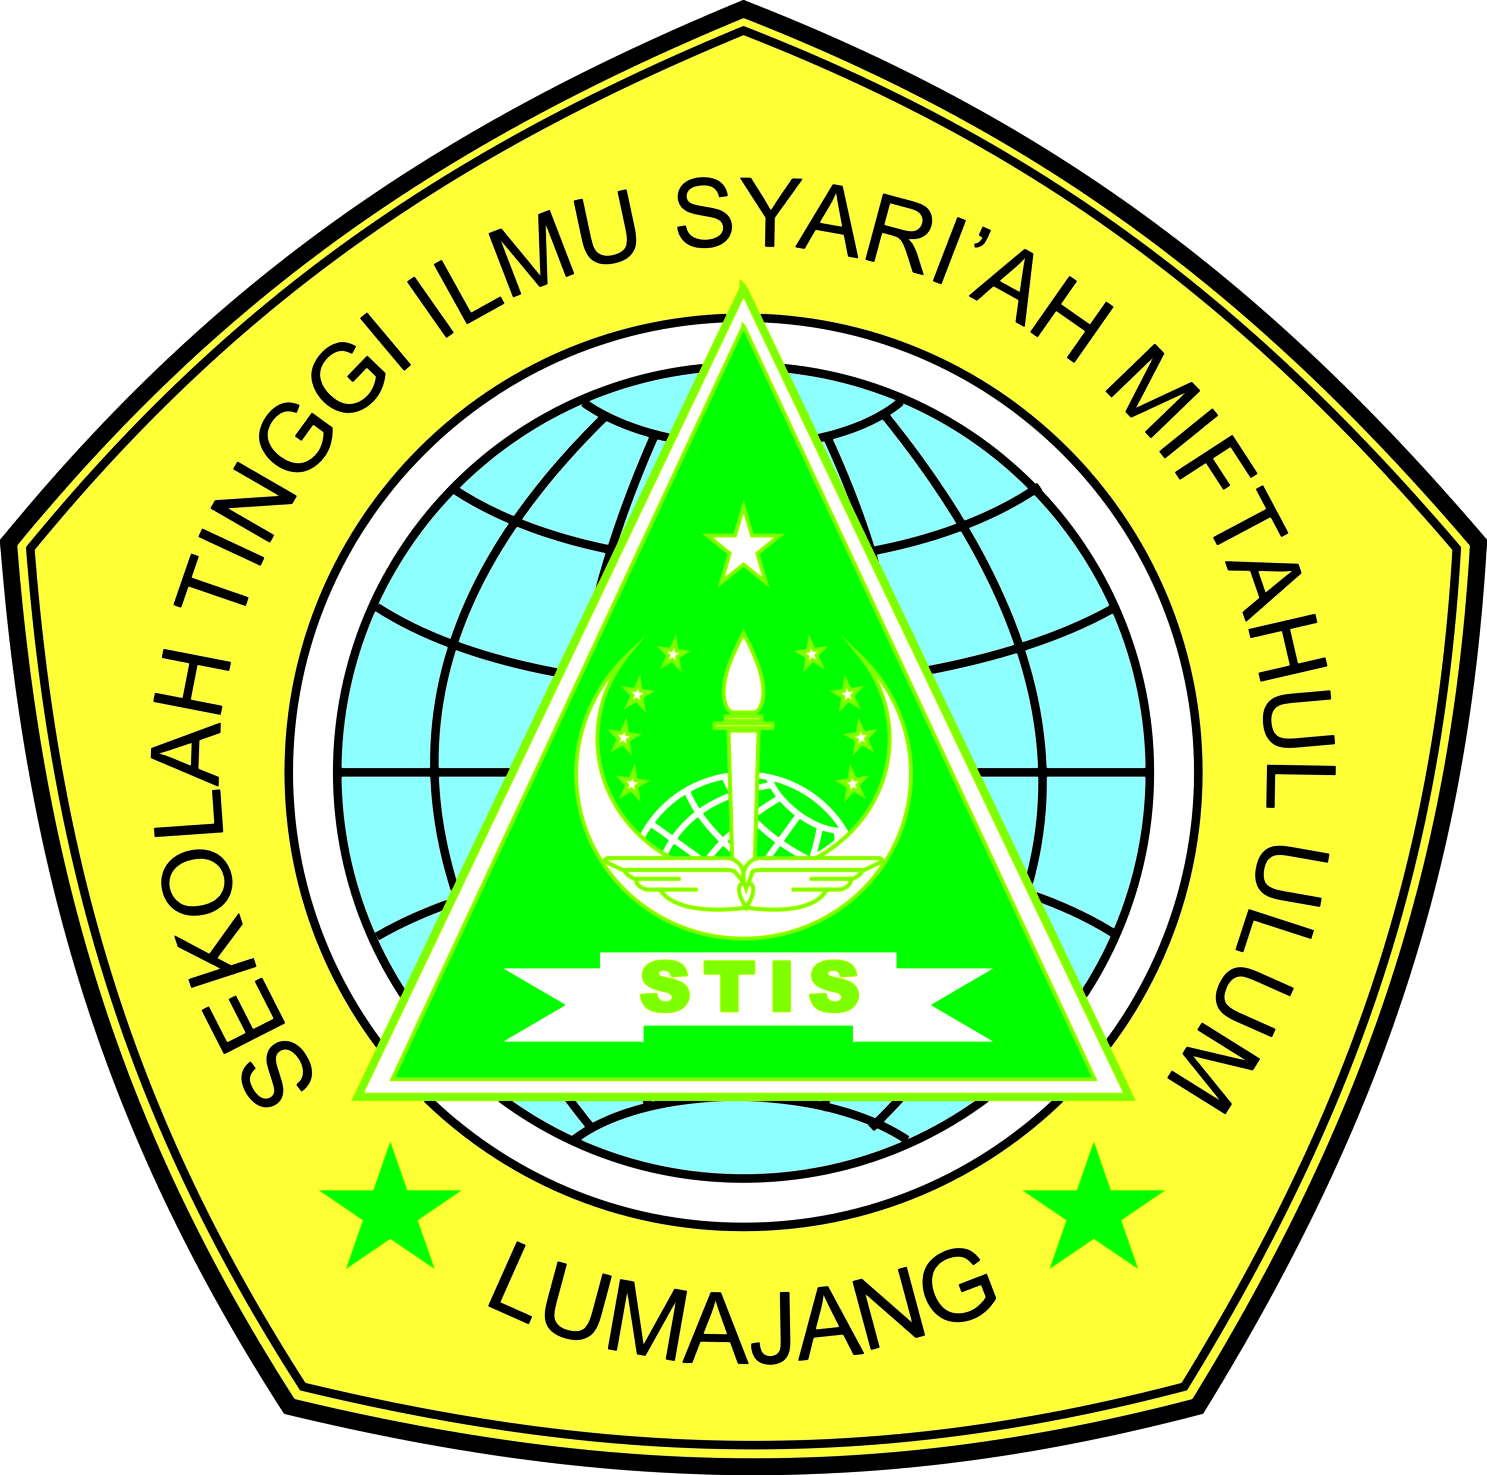 SEKOLAH TINGGI ILMU SYARI’AH MIFTAHUL ULUM
STIS
LUMAJANG